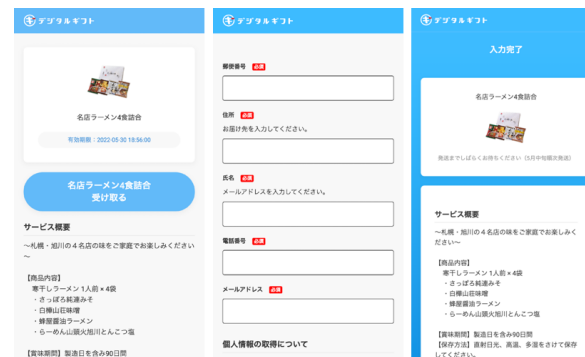 デジタルギフト
名店ラーメン4食詰合
有効期限：2022-05-30 18:56:00
名店ラーメン4食詰合
受け取る
サービス概要
〜札幌・旭川の４名店の味をご家庭でお楽しみください
〜
【商品内容】
寒干しラーメン 1人前 × 4袋
・さっぽろ純連みそ
・白樺山荘味噌
・蜂屋醤油ラーメン
・らーめん山頭火旭川とんこつ塩
【賞味期間】製造日を含み90日間
デジタルギフト
郵便番号 必須
住所 必須
お届け先を入力してください。
氏名 必須
メールアドレスを入力してください。
電話番号 必須
メールアドレス 必須
個人情報の取得について
デジタルギフト
入力完了
名店ラーメン4食詰合
発送までしばらくお待ちください（5月中旬順次発送）
サービス概要
〜札幌・旭川の４名店の味をご家庭でお楽しみく
ださい〜
【商品内容】
寒干しラーメン 1人前 × 4袋
・さっぽろ純連みそ
・白樺山荘味噌
・蜂屋醤油ラーメン
・らーめん山頭火旭川とんこつ塩
【賞味期間】製造日を含み90日間
【保存方法】直射日光、高温、多湿をさけて保存
してください。